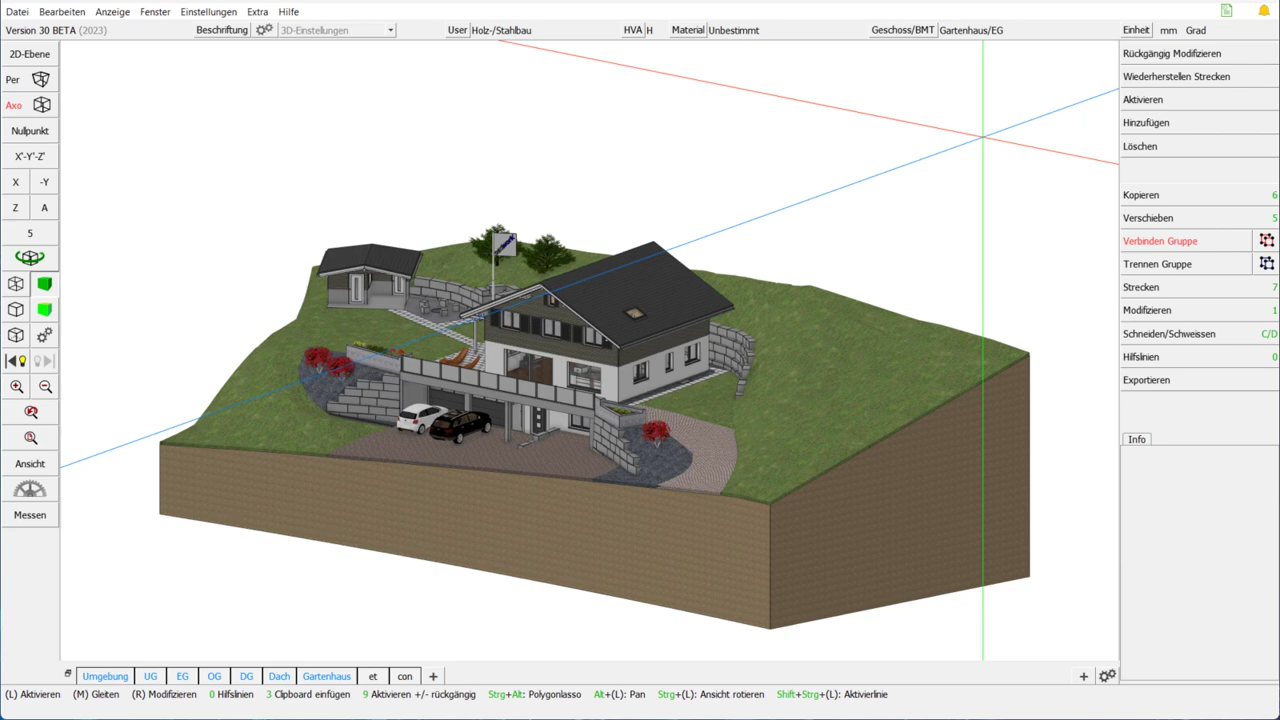 Datei Bearbeiten Anzeige Fenster Einstellungen Extra Hilfe
Version 30 BETA (2023) Beschriftung 3D-Einstellungen User Holz-/Stahlbau HVA H Material Unbestimmt Geschoss/BMT Gartenhaus/EG Einheit mm Grad
2D-Ebene
Per
Axo
Nullpunkt
X'-Y'-Z'
X -Y
Z A
5
Ansicht
Messen
Rückgängig Modifizieren
Wiederherstellen Strecken
Aktivieren
Hinzufügen
Löschen
Kopieren 6
Verschieben 5
Verbinden Gruppe
Trennen Gruppe
Strecken 7
Modifizieren 1
Schneiden/Schweissen C/D
Hilfslinien 0
Exportieren
Info
Umgebung UG EG OG DG Dach Gartenhaus et con + +
(L) Aktivieren (M) Gleiten (R) Modifizieren 0 Hilfslinien 3 Clipboard einfügen 9 Aktivieren +/- rückgängig Strg+Alt: Polygonlasso Alt+(L): Pan Strg+(L): Ansicht rotieren Shift+Strg+(L): Aktivierlinie